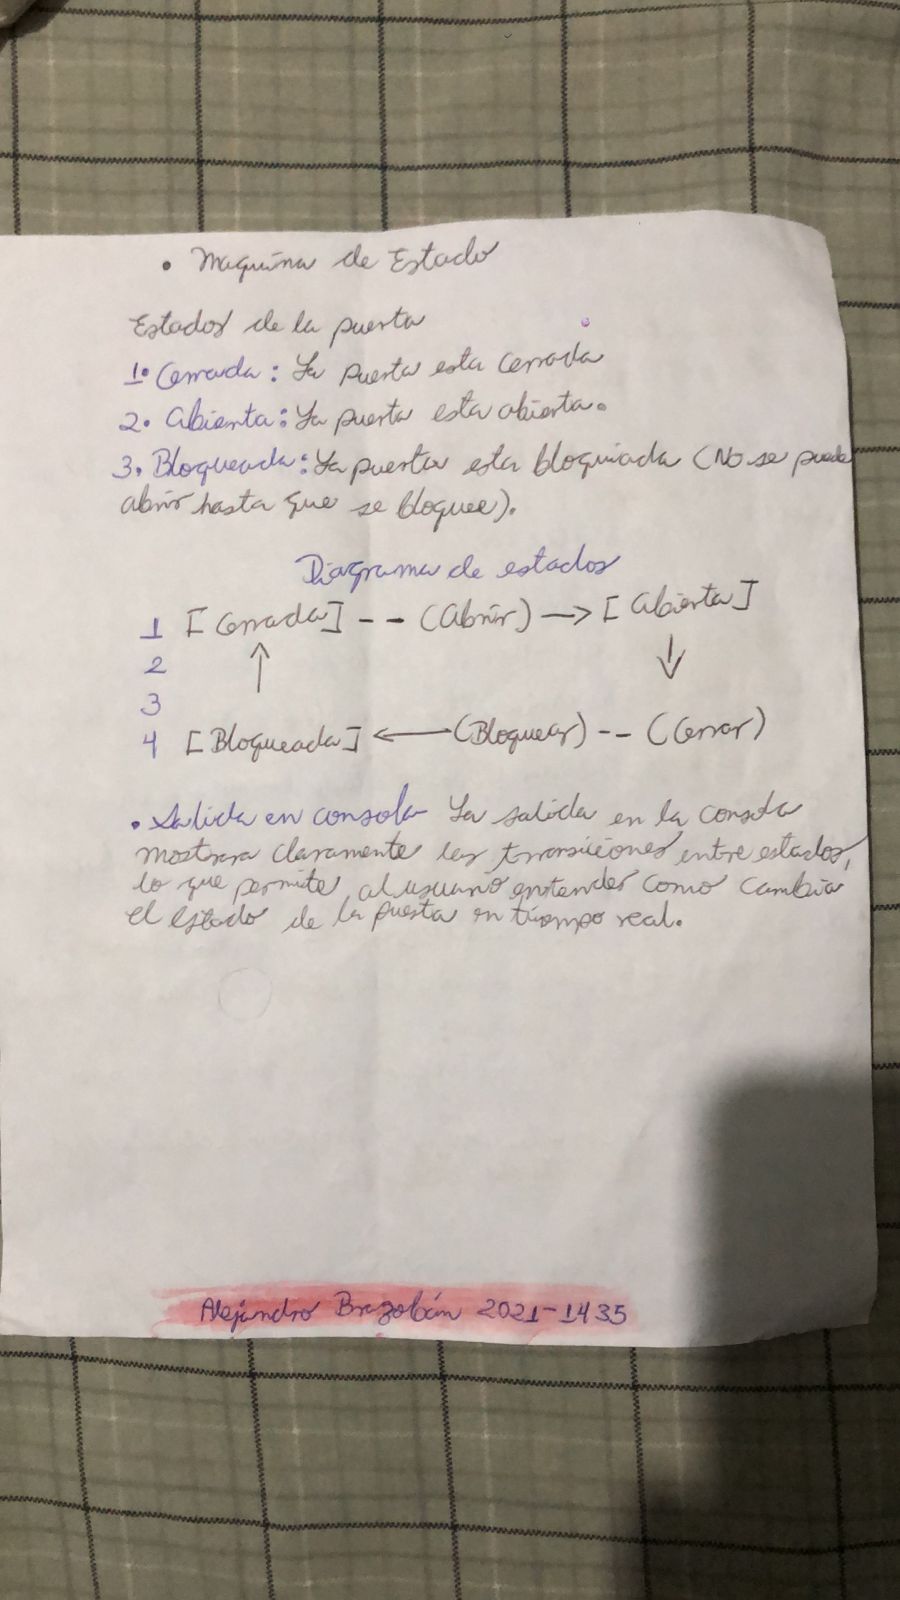 • Maquina de Estado
Estados de la puerta
1. Cerrada: La puerta esta cerrada
2. Abierta: La puerta esta abierta.
3. Bloqueada: La puerta esta bloquiada (No se puede
abrir hasta que se bloquee).
Diagrama de estados
1 [Cerrada] -- (Abrir) → [Abierta]
2 ↑ ↓
3
4 [Bloqueada] ← (Bloquear) -- (Cerrar)
• Salida en consola La salida en la consola
mostrara claramente las transiciones entre estados,
lo que permite al usuario entender como cambia
el estado de la puerta en tiempo real.
Alejandro Brazobán 2021-1435